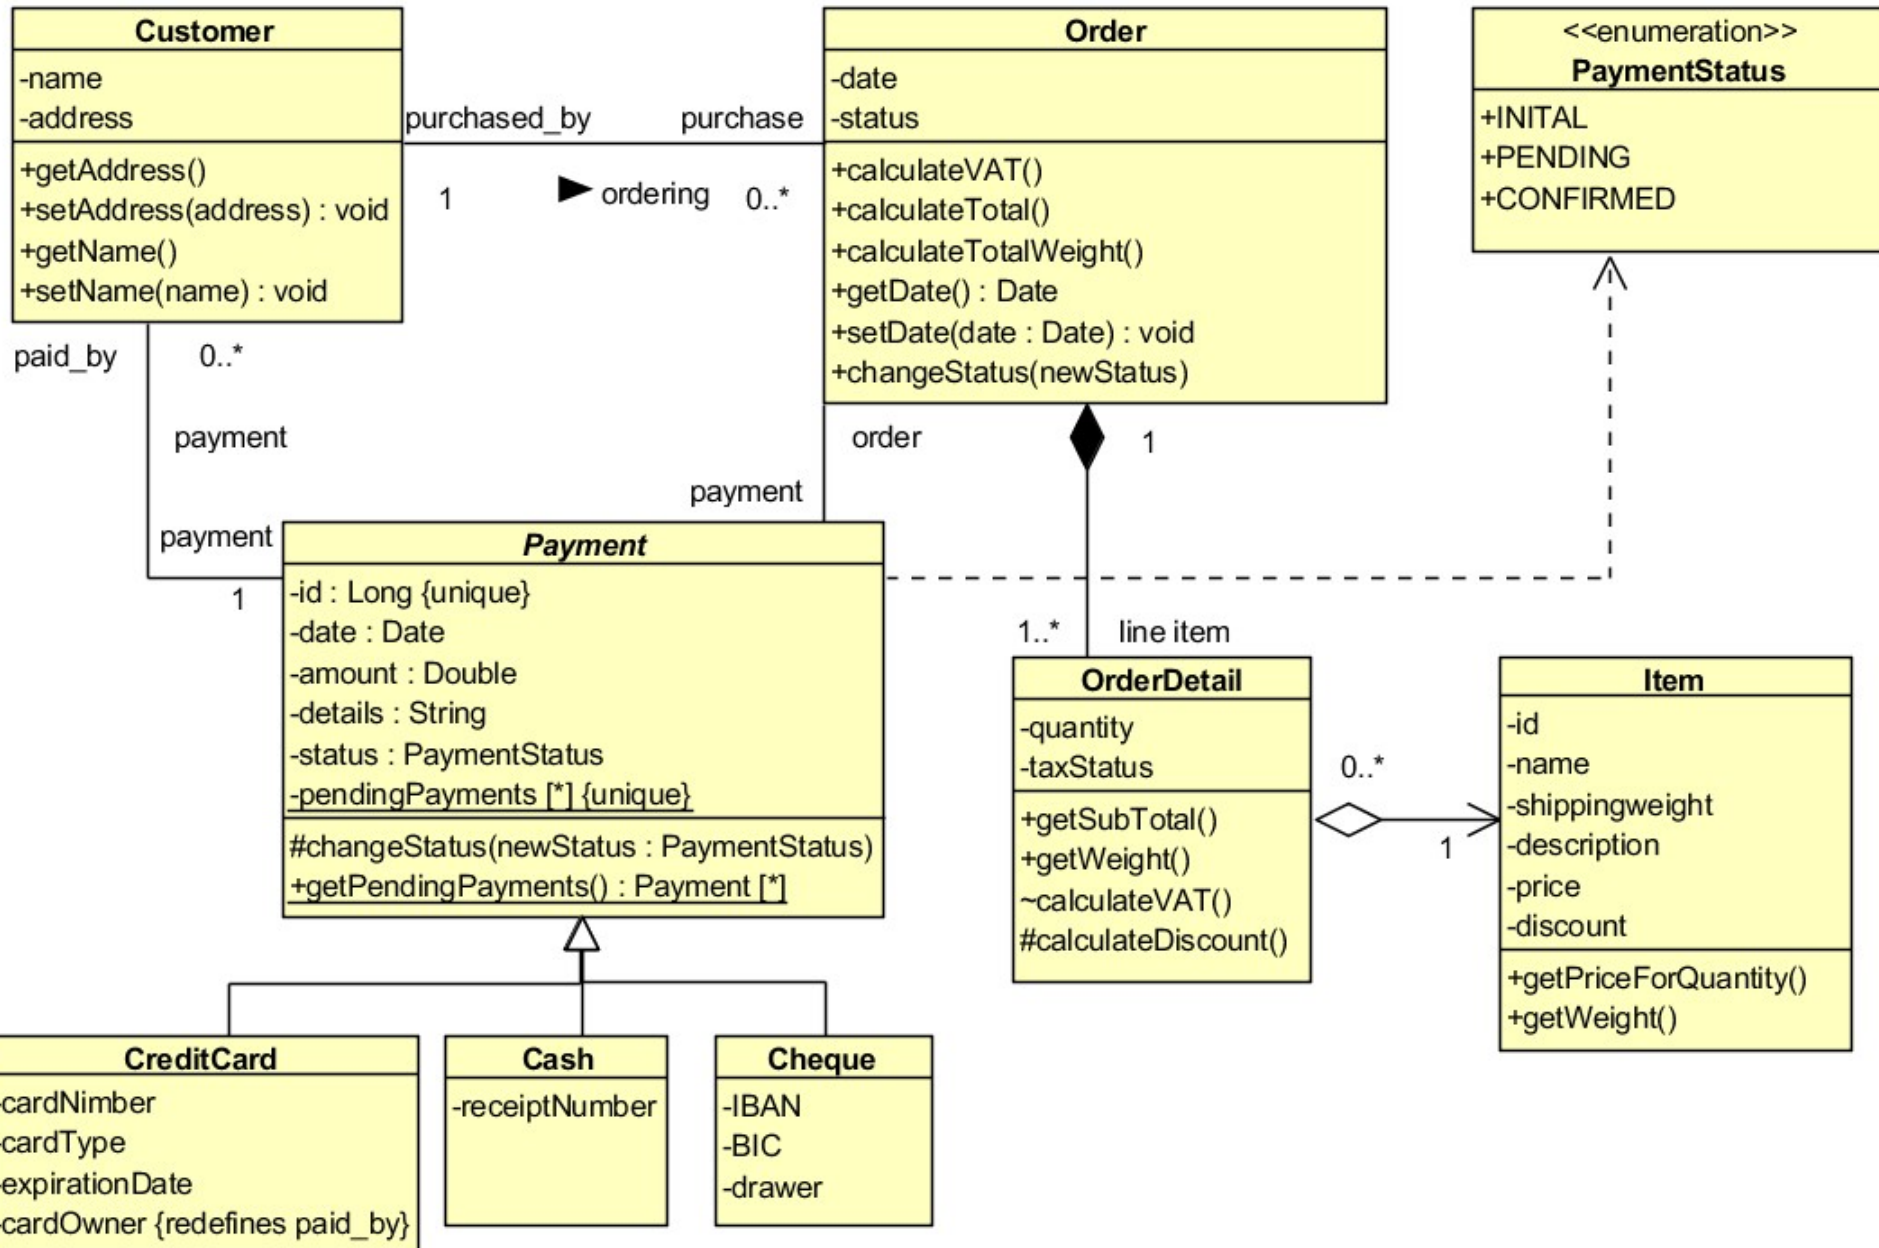 Customer
-name
-address
+getAddress()
+setAddress(address) : void
+getName()
+setName(name) : void
purchased_by
purchase
1
ordering
0..*
Order
-date
-status
+calculateVAT()
+calculateTotal()
+calculateTotalWeight()
+getDate() : Date
+setDate(date : Date) : void
+changeStatus(newStatus)
<<enumeration>>
PaymentStatus
+INITAL
+PENDING
+CONFIRMED
paid_by
0..*
payment
payment
1
order
payment
1
1..*
line item
Payment
-id : Long {unique}
-date : Date
-amount : Double
-details : String
-status : PaymentStatus
-pendingPayments [*] {unique}
#changeStatus(newStatus : PaymentStatus)
+getPendingPayments() : Payment [*]
OrderDetail
-quantity
-taxStatus
+getSubTotal()
+getWeight()
~calculateVAT()
#calculateDiscount()
0..*
1
Item
-id
-name
-shippingweight
-description
-price
-discount
+getPriceForQuantity()
+getWeight()
CreditCard
-cardNimber
-cardType
-expirationDate
-cardOwner {redefines paid_by}
Cash
-receiptNumber
Cheque
-IBAN
-BIC
-drawer